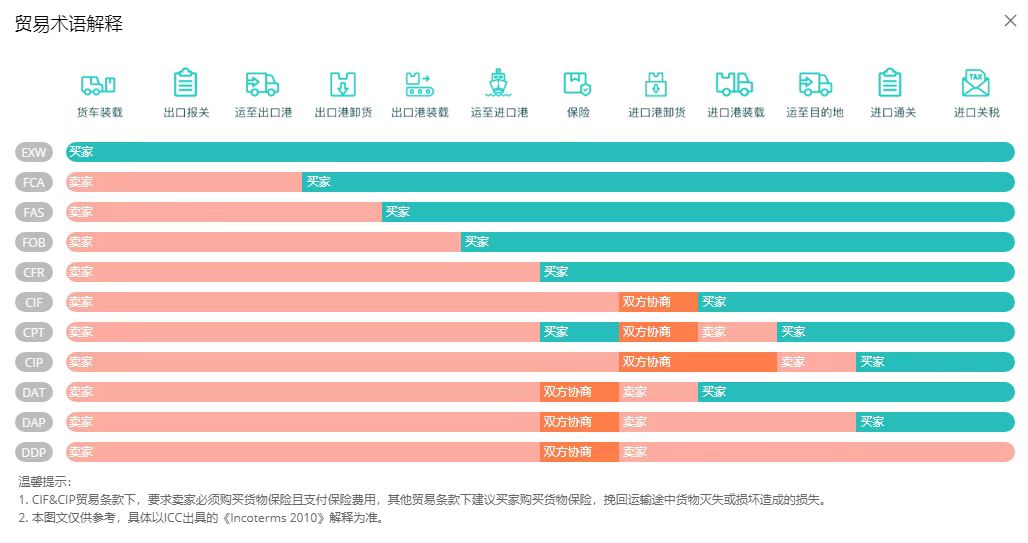 贸易术语解释
货车装载 出口报关 运至出口港 出口港卸货 出口港装载 运至进口港 保险 进口港卸货 进口港装载 运至目的地 进口通关 进口关税
TAX
EXW 买家
FCA 卖家 买家
FAS 卖家 买家
FOB 卖家 买家
CFR 卖家 买家
CIF 卖家 双方协商 买家
CPT 卖家 买家 双方协商 卖家 买家
CIP 卖家 双方协商 卖家 买家
DAT 卖家 双方协商 卖家 买家
DAP 卖家 双方协商 卖家 买家
DDP 卖家 双方协商 卖家
温馨提示：
1. CIF&CIP贸易条款下，要求卖家必须购买货物保险且支付保险费用，其他贸易条款下建议买家购买货物保险，挽回运输途中货物灭失或损坏造成的损失。
2. 本图文仅供参考，具体以ICC出具的《Incoterms 2010》解释为准。